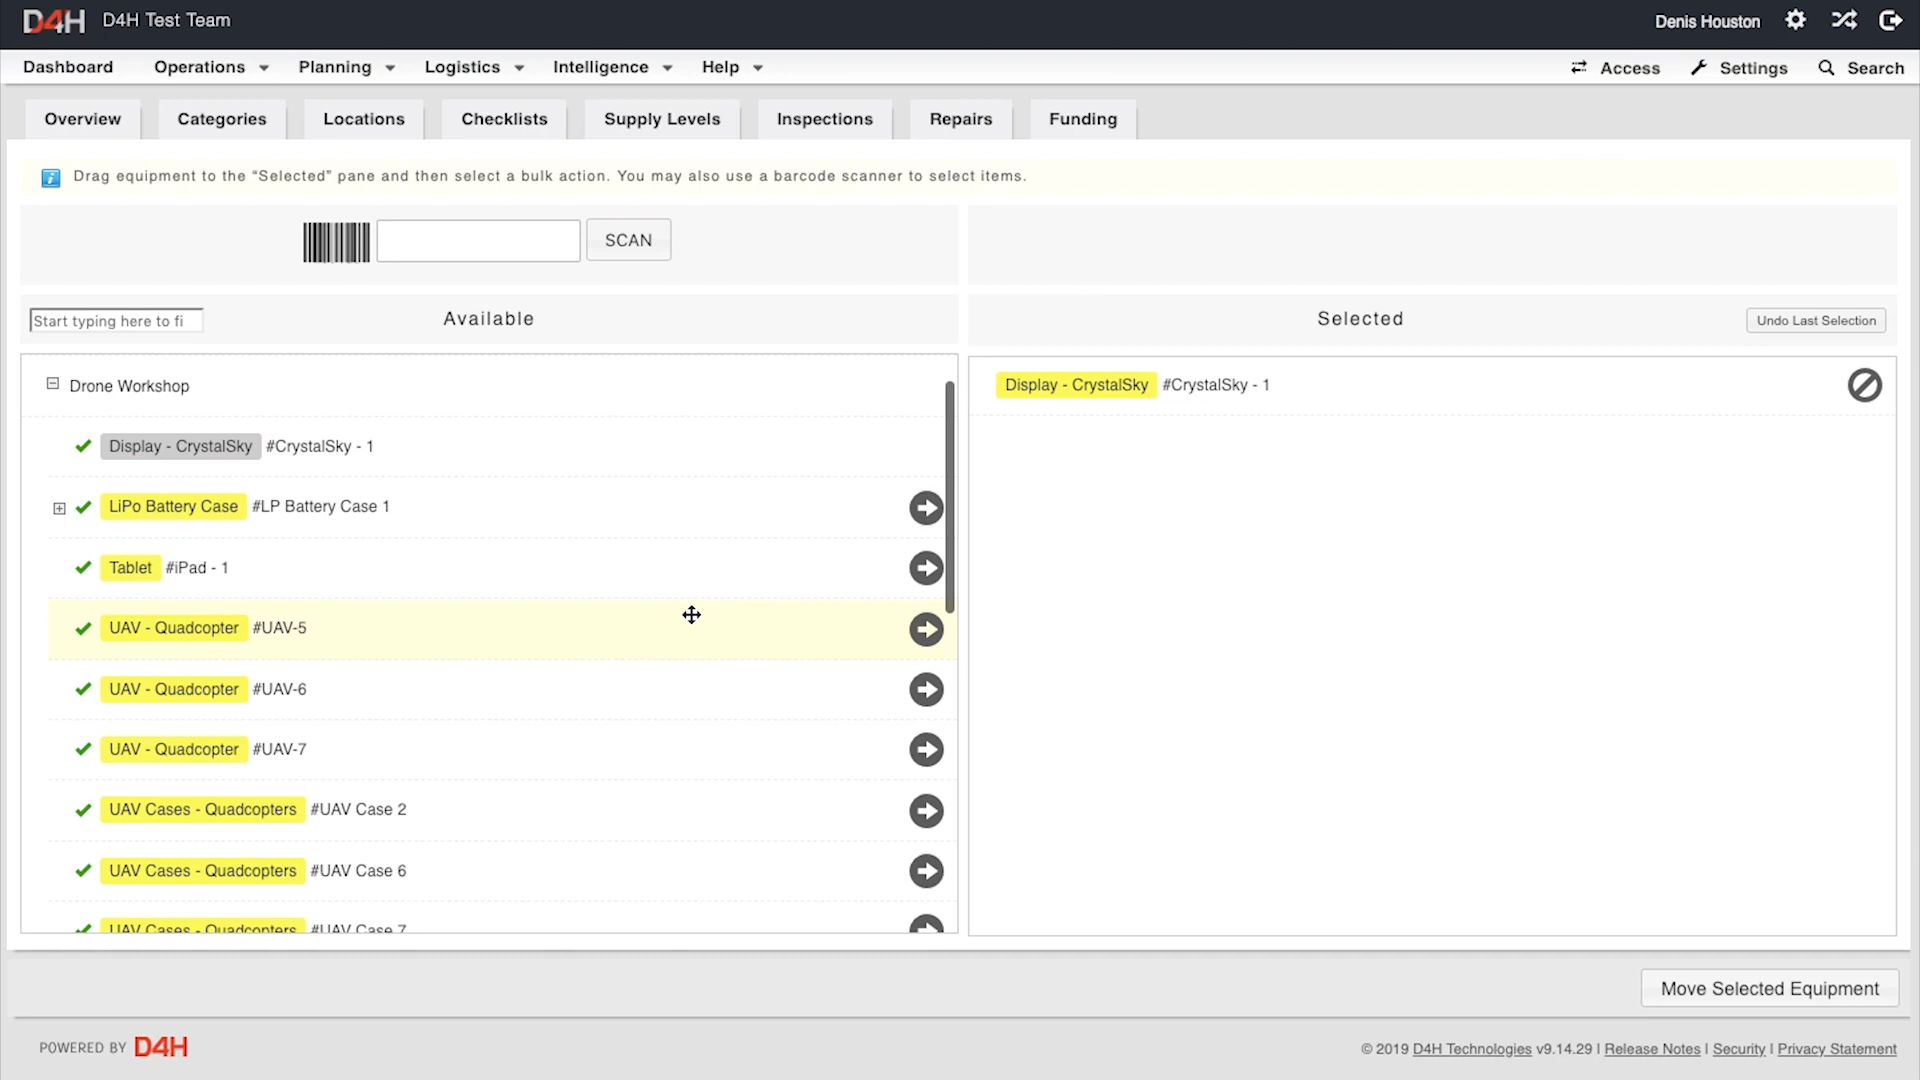 D4H D4H Test Team Denis Houston
Dashboard Operations Planning Logistics Intelligence Help Access Settings Search
Overview Categories Locations Checklists Supply Levels Inspections Repairs Funding
Drag equipment to the “Selected” pane and then select a bulk action. You may also use a barcode scanner to select items.
SCAN
Start typing here to fi Available Selected Undo Last Selection
Drone Workshop
Display - CrystalSky #CrystalSky - 1
Display - CrystalSky #CrystalSky - 1
LiPo Battery Case #LP Battery Case 1
Tablet #iPad - 1
UAV - Quadcopter #UAV-5
UAV - Quadcopter #UAV-6
UAV - Quadcopter #UAV-7
UAV Cases - Quadcopters #UAV Case 2
UAV Cases - Quadcopters #UAV Case 6
UAV Cases - Quadcopters #UAV Case 7
Move Selected Equipment
POWERED BY D4H © 2019 D4H Technologies v9.14.29 | Release Notes | Security | Privacy Statement